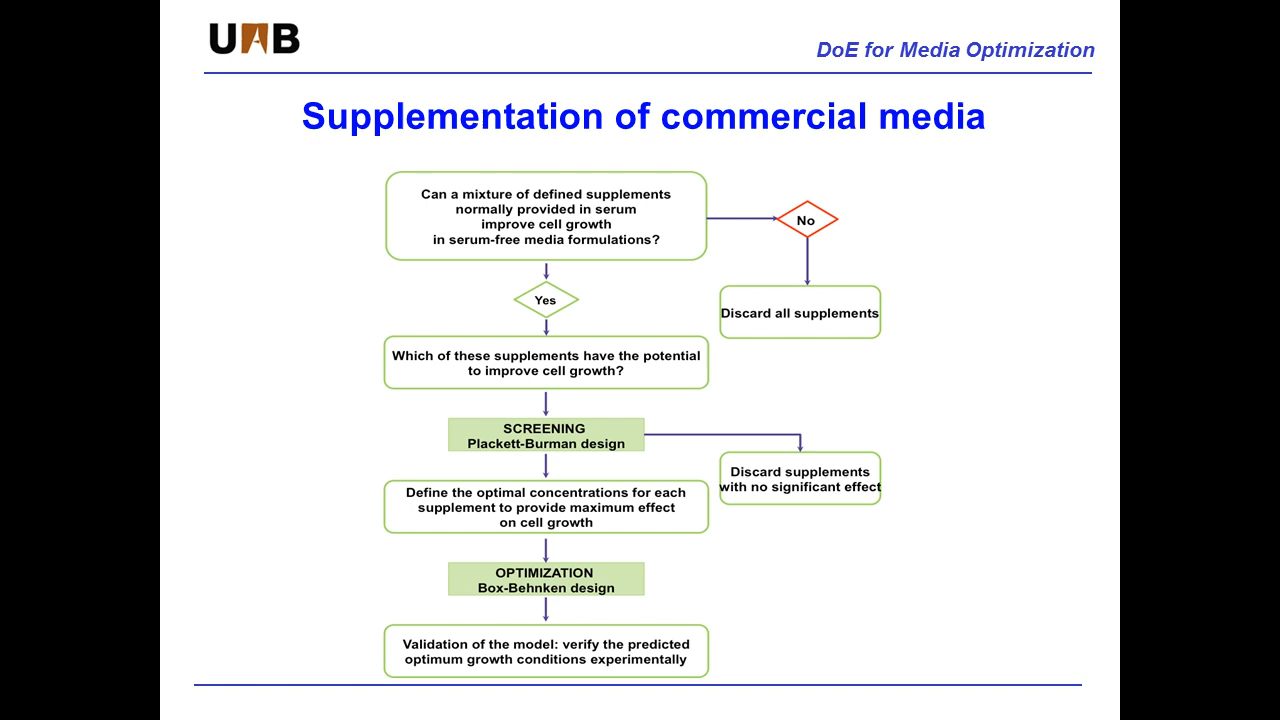 UAB
DoE for Media Optimization
Supplementation of commercial media
Can a mixture of defined supplements
normally provided in serum
improve cell growth
in serum-free media formulations?
No
Yes
Discard all supplements
Which of these supplements have the potential
to improve cell growth?
SCREENING
Plackett-Burman design
Discard supplements
with no significant effect
Define the optimal concentrations for each
supplement to provide maximum effect
on cell growth
OPTIMIZATION
Box-Behnken design
Validation of the model: verify the predicted
optimum growth conditions experimentally